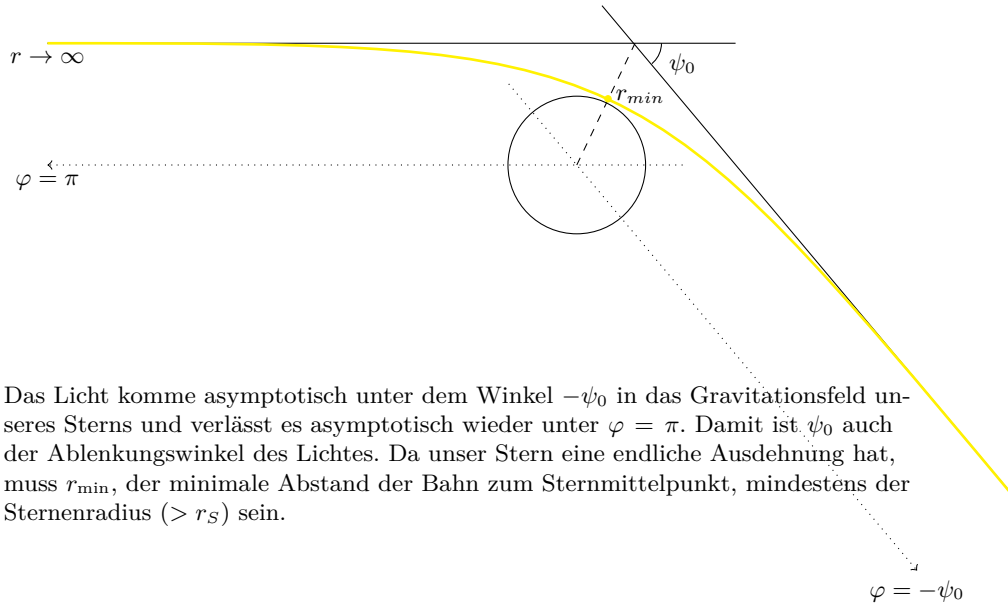 r → ∞
ψ₀
r_min
φ = π
Das Licht komme asymptotisch unter dem Winkel −ψ₀ in das Gravitationsfeld un-
seres Sterns und verlässt es asymptotisch wieder unter φ = π. Damit ist ψ₀ auch
der Ablenkungswinkel des Lichtes. Da unser Stern eine endliche Ausdehnung hat,
muss r_min, der minimale Abstand der Bahn zum Sternmittelpunkt, mindestens der
Sternenradius (> r_S) sein.
φ = −ψ₀